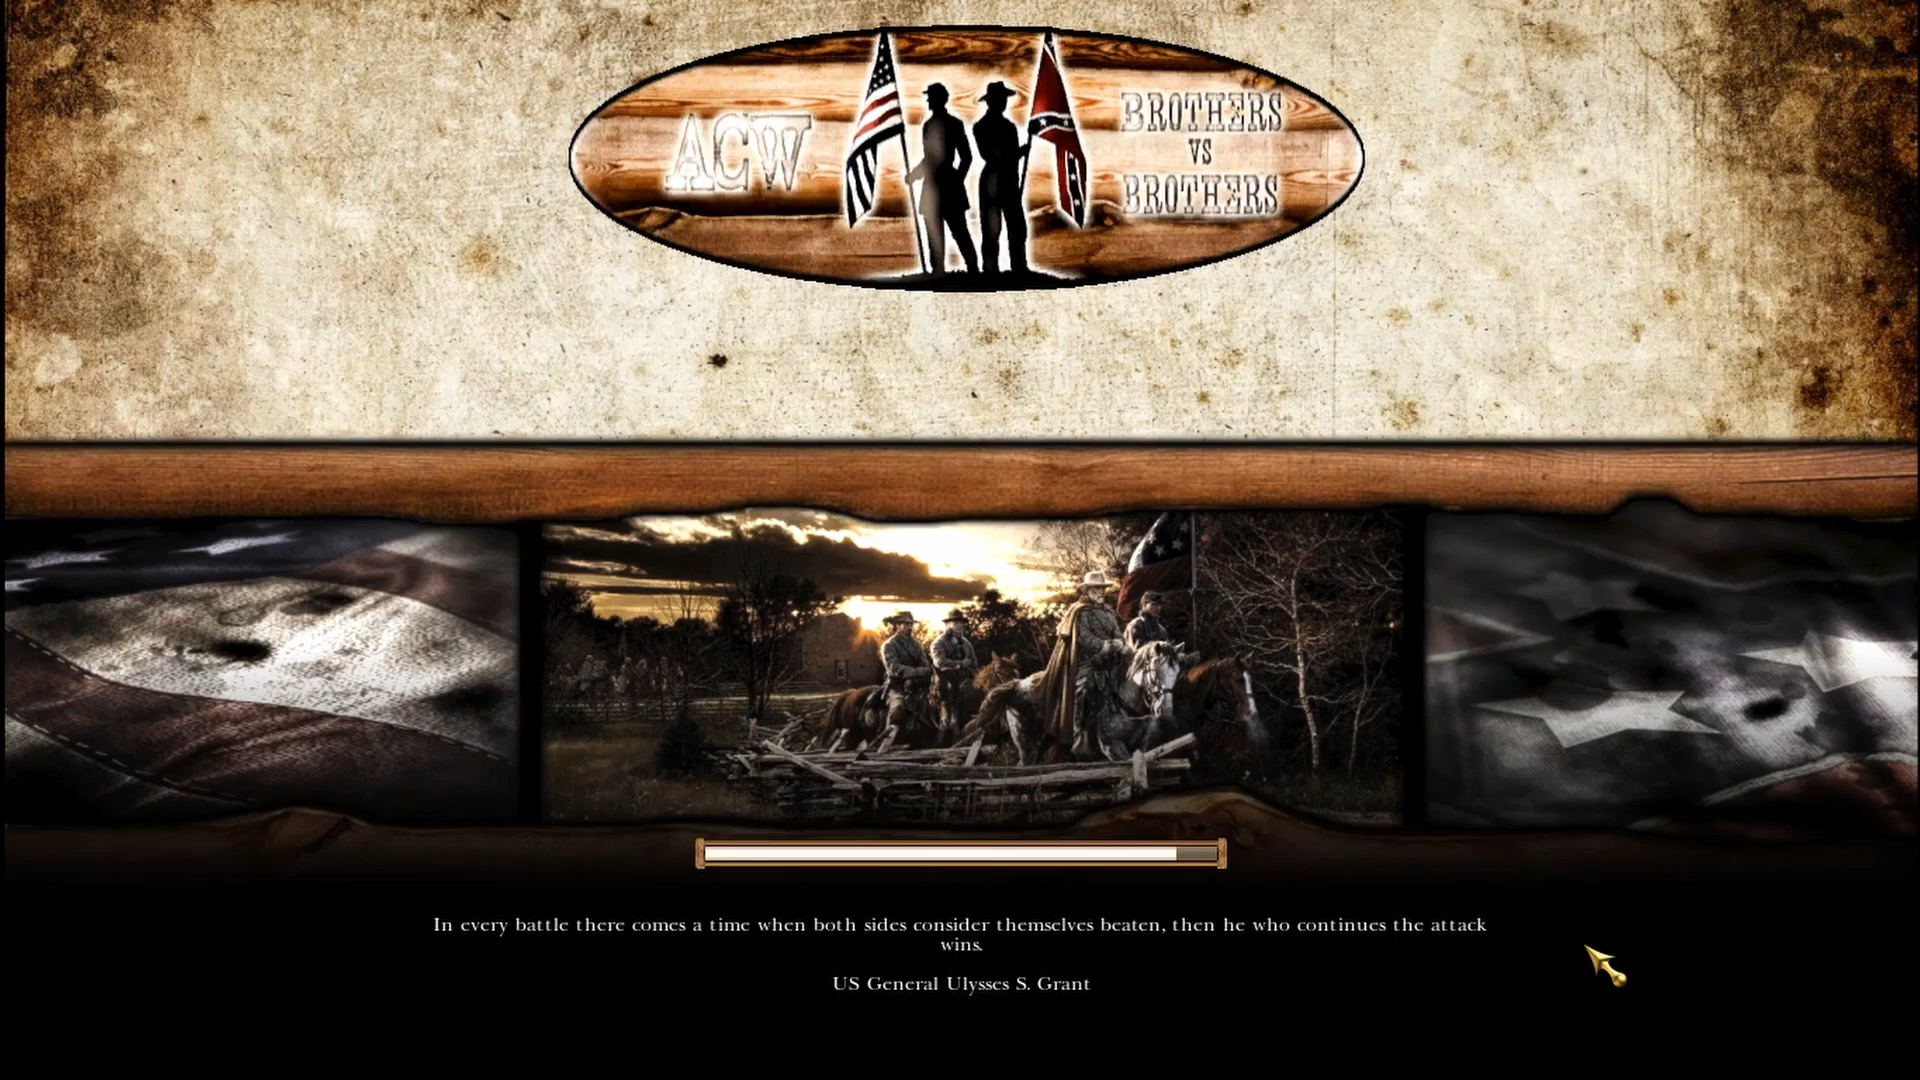 ACW
BROTHERS
VS
BROTHERS
In every battle there comes a time when both sides consider themselves beaten, then he who continues the attack
wins.
US General Ulysses S. Grant